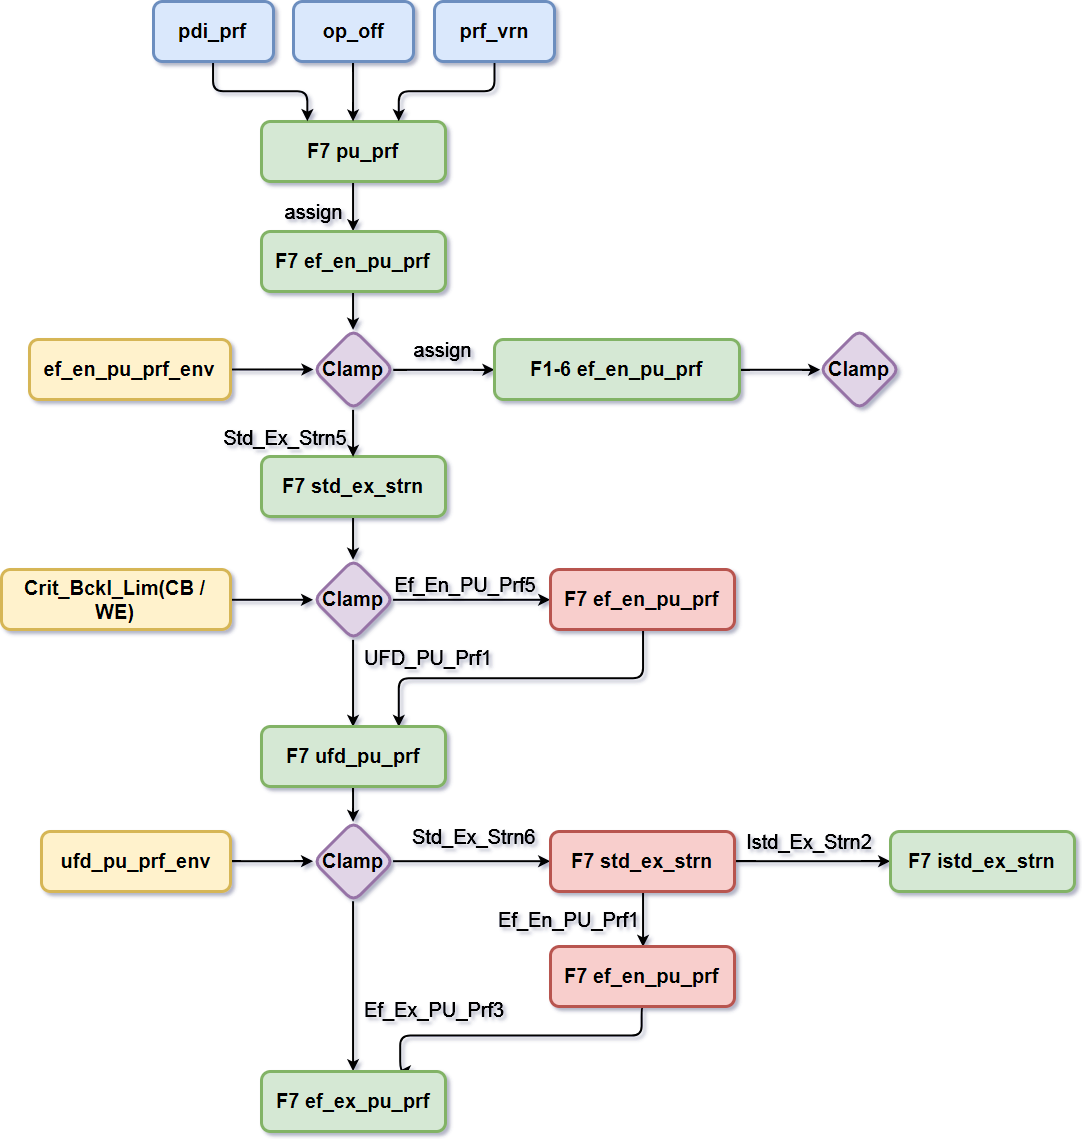 pdi_prf
op_off
prf_vrn
F7 pu_prf
assign
F7 ef_en_pu_prf
ef_en_pu_prf_env
Clamp
assign
F1-6 ef_en_pu_prf
Clamp
Std_Ex_Strn5
F7 std_ex_strn
Crit_Bckl_Lim(CB /
WE)
Clamp
Ef_En_PU_Prf5
F7 ef_en_pu_prf
UFD_PU_Prf1
F7 ufd_pu_prf
ufd_pu_prf_env
Clamp
Std_Ex_Strn6
F7 std_ex_strn
Istd_Ex_Strn2
F7 istd_ex_strn
Ef_En_PU_Prf1
F7 ef_en_pu_prf
Ef_Ex_PU_Prf3
F7 ef_ex_pu_prf